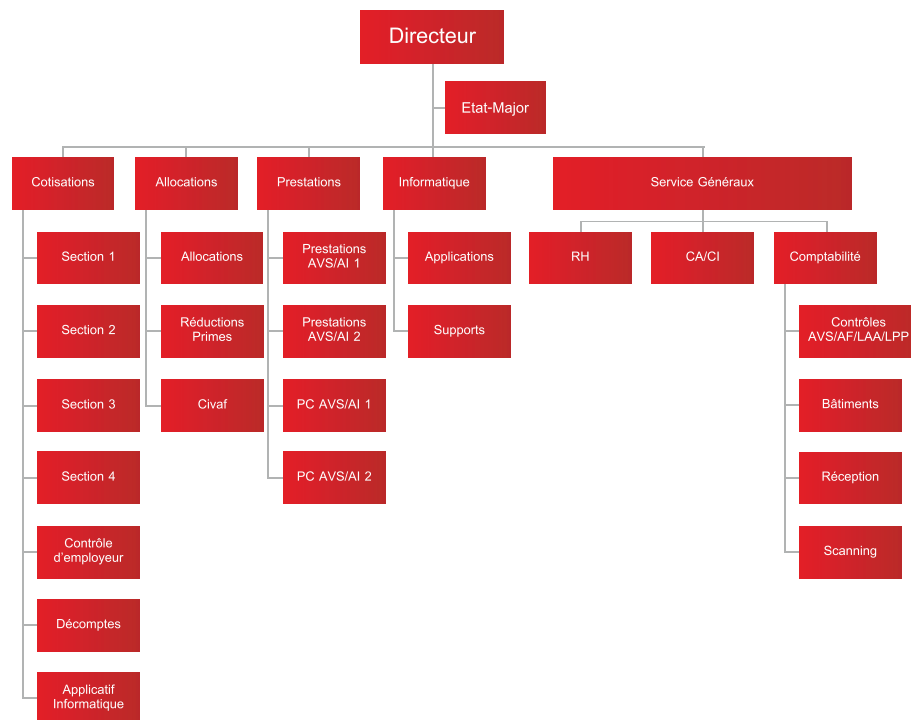 Directeur
Etat-Major
Cotisations
Allocations
Prestations
Informatique
Service Généraux
Section 1
Section 2
Section 3
Section 4
Contrôle
d'employeur
Décomptes
Applicatif
Informatique
Allocations
Réductions
Primes
Civaf
Prestations
AVS/AI 1
Prestations
AVS/AI 2
PC AVS/AI 1
PC AVS/AI 2
Applications
Supports
RH
CA/CI
Comptabilité
Contrôles
AVS/AF/LAA/LPP
Bâtiments
Réception
Scanning